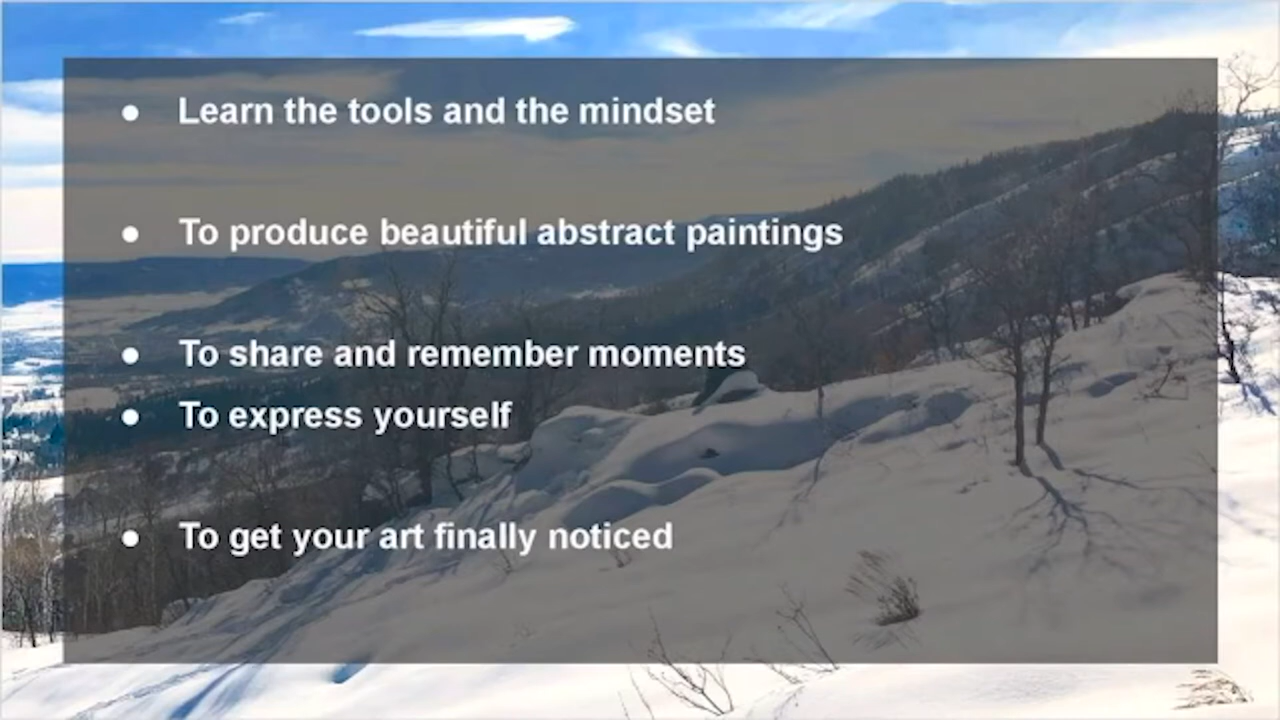 ● Learn the tools and the mindset
● To produce beautiful abstract paintings
● To share and remember moments
● To express yourself
● To get your art finally noticed